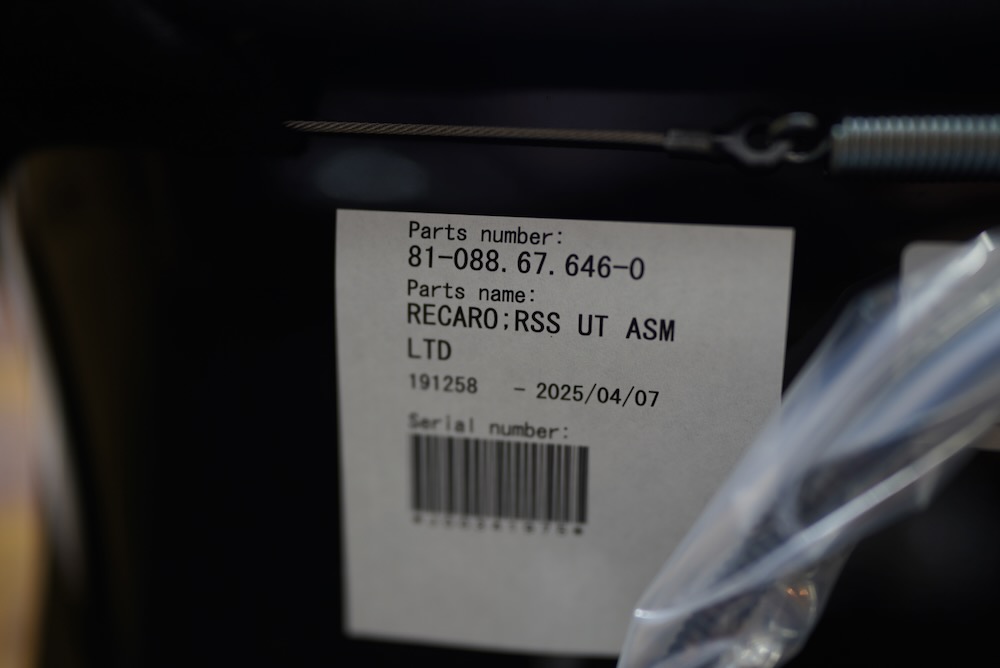 Parts number:
81-088.67.646-0
Parts name:
RECARO;RSS UT ASM
LTD
191258 - 2025/04/07
Serial number: